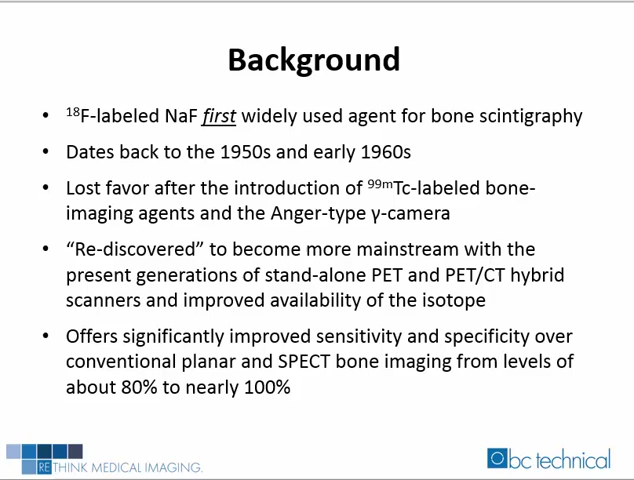 Background
• ¹⁸F-labeled NaF first widely used agent for bone scintigraphy
• Dates back to the 1950s and early 1960s
• Lost favor after the introduction of ⁹⁹ᵐTc-labeled bone-
imaging agents and the Anger-type γ-camera
• “Re-discovered” to become more mainstream with the
present generations of stand-alone PET and PET/CT hybrid
scanners and improved availability of the isotope
• Offers significantly improved sensitivity and specificity over
conventional planar and SPECT bone imaging from levels of
about 80% to nearly 100%
RETHINK MEDICAL IMAGING.
bc technical